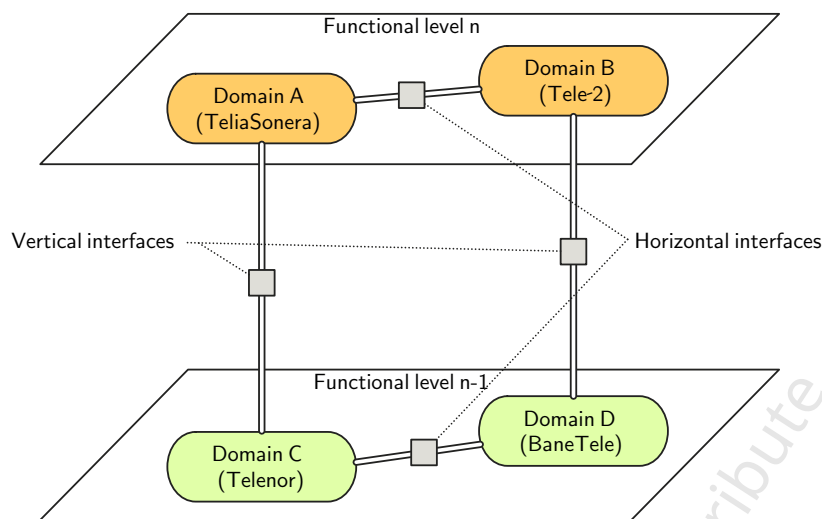 Functional level n
Domain A
(TeliaSonera)
Domain B
(Tele-2)
Vertical interfaces
Horizontal interfaces
Functional level n-1
Domain C
(Telenor)
Domain D
(BaneTele)